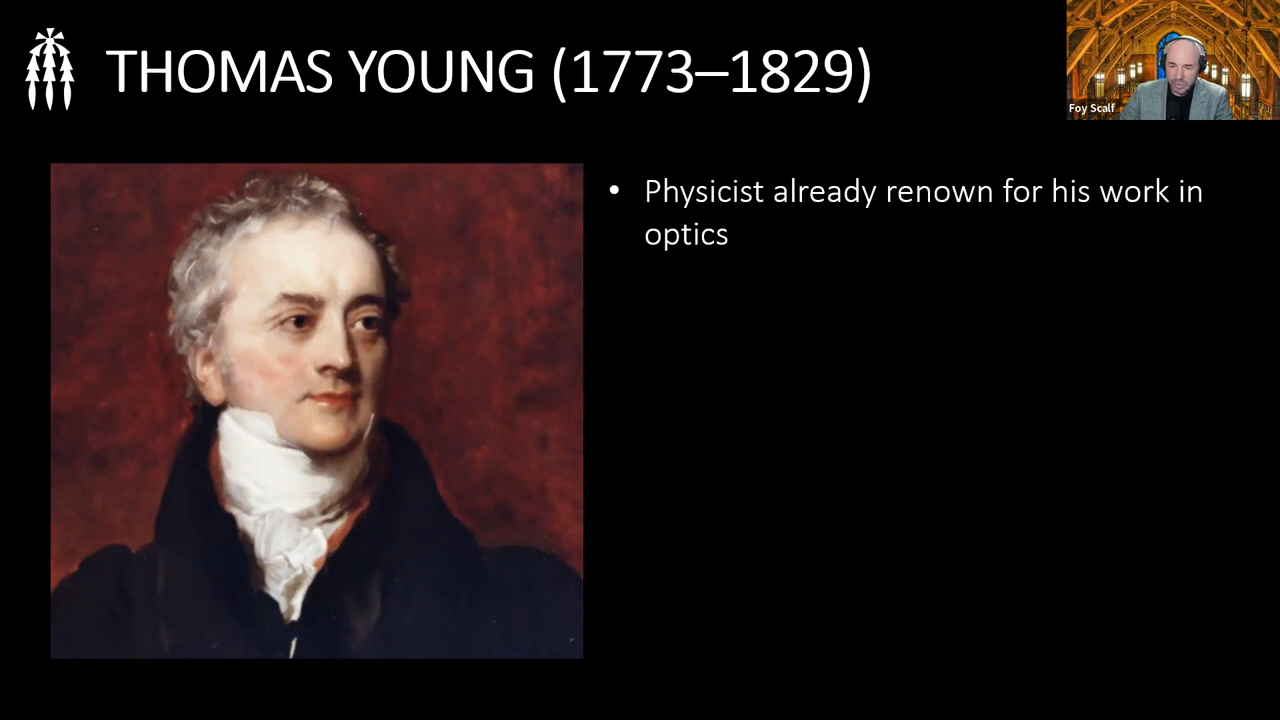 THOMAS YOUNG (1773–1829)
Foy Scalf
• Physicist already renown for his work in
optics